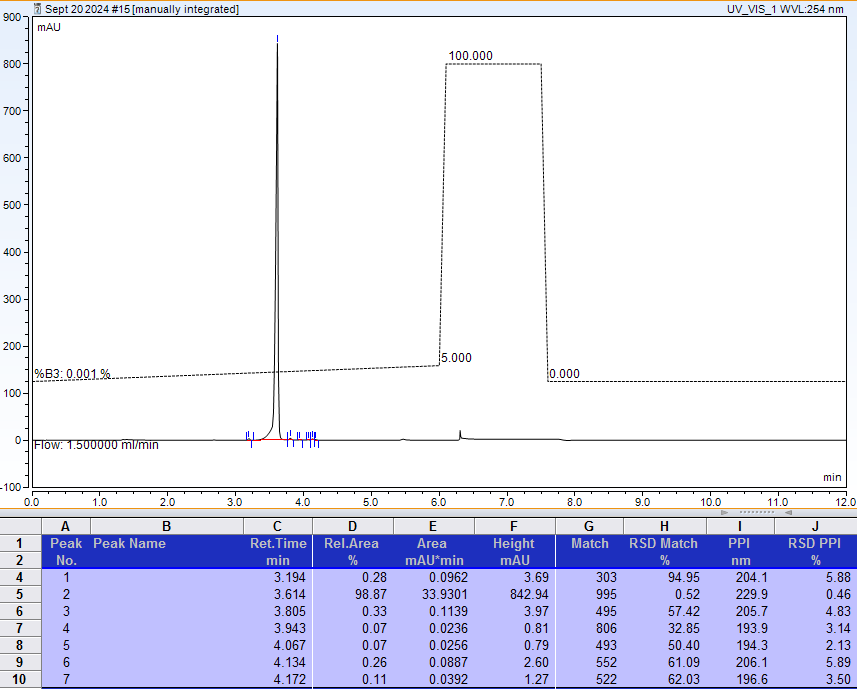 Sept 20 2024 #15 [manually integrated] UV_VIS_1 WVL:254 nm
900 mAU
800 100.000
700
600
500
400
300
200 5.000
%B3: 0.001 % 0.000
100
0 Flow: 1.500000 ml/min
-100 min
0.0 1.0 2.0 3.0 4.0 5.0 6.0 7.0 8.0 9.0 10.0 11.0 12.0
A B C D E F G H I J
1 Peak Peak Name Ret.Time Rel.Area Area Height Match RSD Match PPI RSD PPI
2 No. min % mAU*min mAU % nm %
4 1 3.194 0.28 0.0962 3.69 303 94.95 204.1 5.88
5 2 3.614 98.87 33.9301 842.94 995 0.52 229.9 0.46
6 3 3.805 0.33 0.1139 3.97 495 57.42 205.7 4.83
7 4 3.943 0.07 0.0236 0.81 806 32.85 193.9 3.14
8 5 4.067 0.07 0.0256 0.79 493 50.40 194.3 2.13
9 6 4.134 0.26 0.0887 2.60 552 61.09 206.1 5.89
10 7 4.172 0.11 0.0392 1.27 522 62.03 196.6 3.50